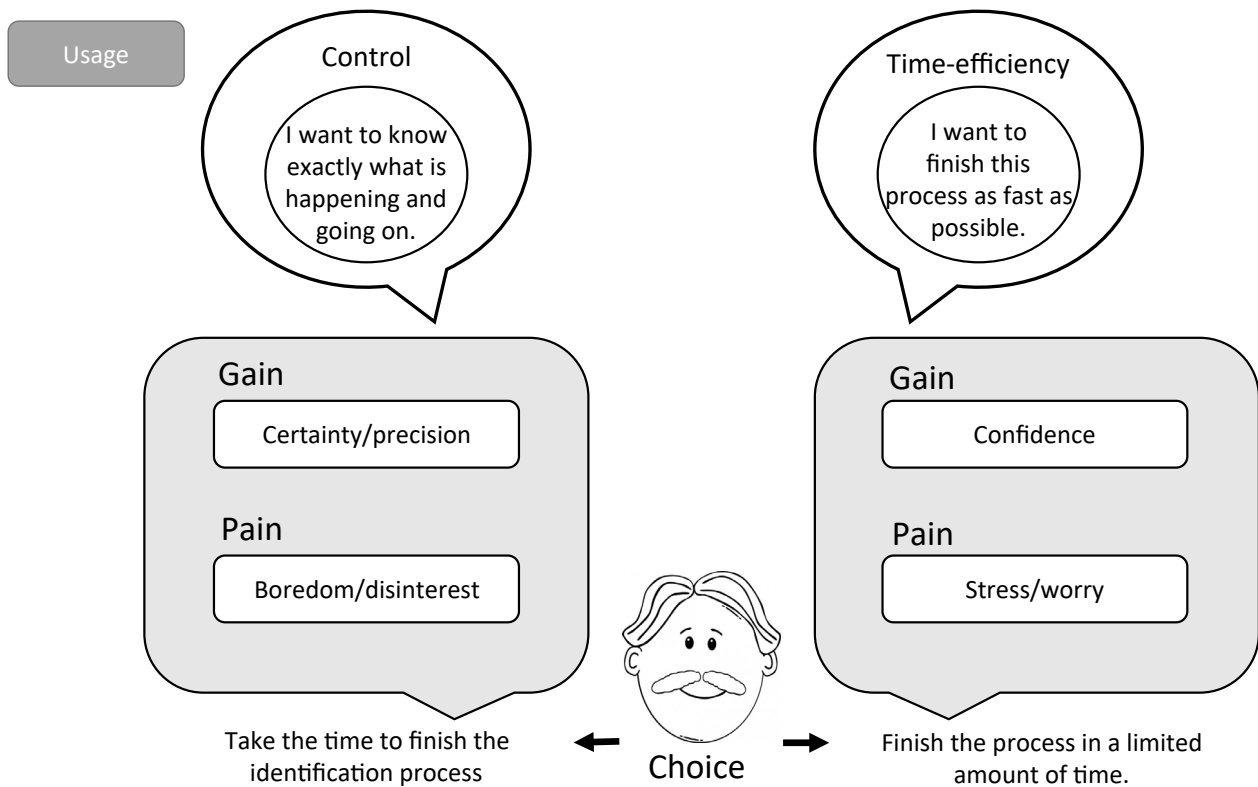 Usage
Control
I want to know
exactly what is
happening and
going on.
Time-efficiency
I want to
finish this
process as fast as
possible.
Gain
Certainty/precision
Pain
Boredom/disinterest
Gain
Confidence
Pain
Stress/worry
Take the time to finish the
identification process
Choice
Finish the process in a limited
amount of time.